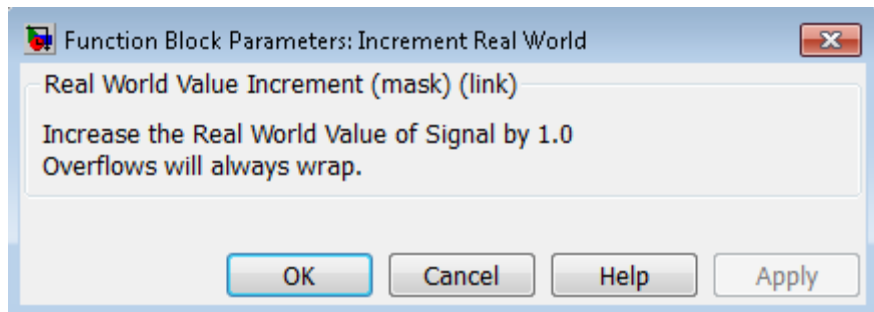 Function Block Parameters: Increment Real World
Real World Value Increment (mask) (link)
Increase the Real World Value of Signal by 1.0
Overflows will always wrap.
OK Cancel Help Apply